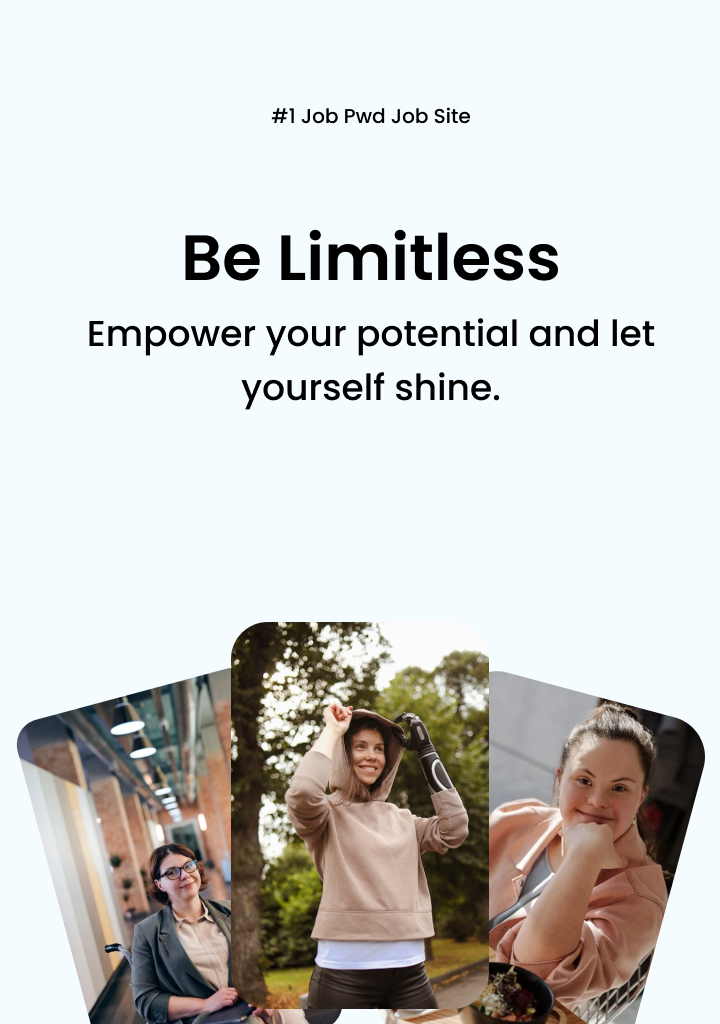 #1 Job Pwd Job Site
Be Limitless
Empower your potential and let
yourself shine.